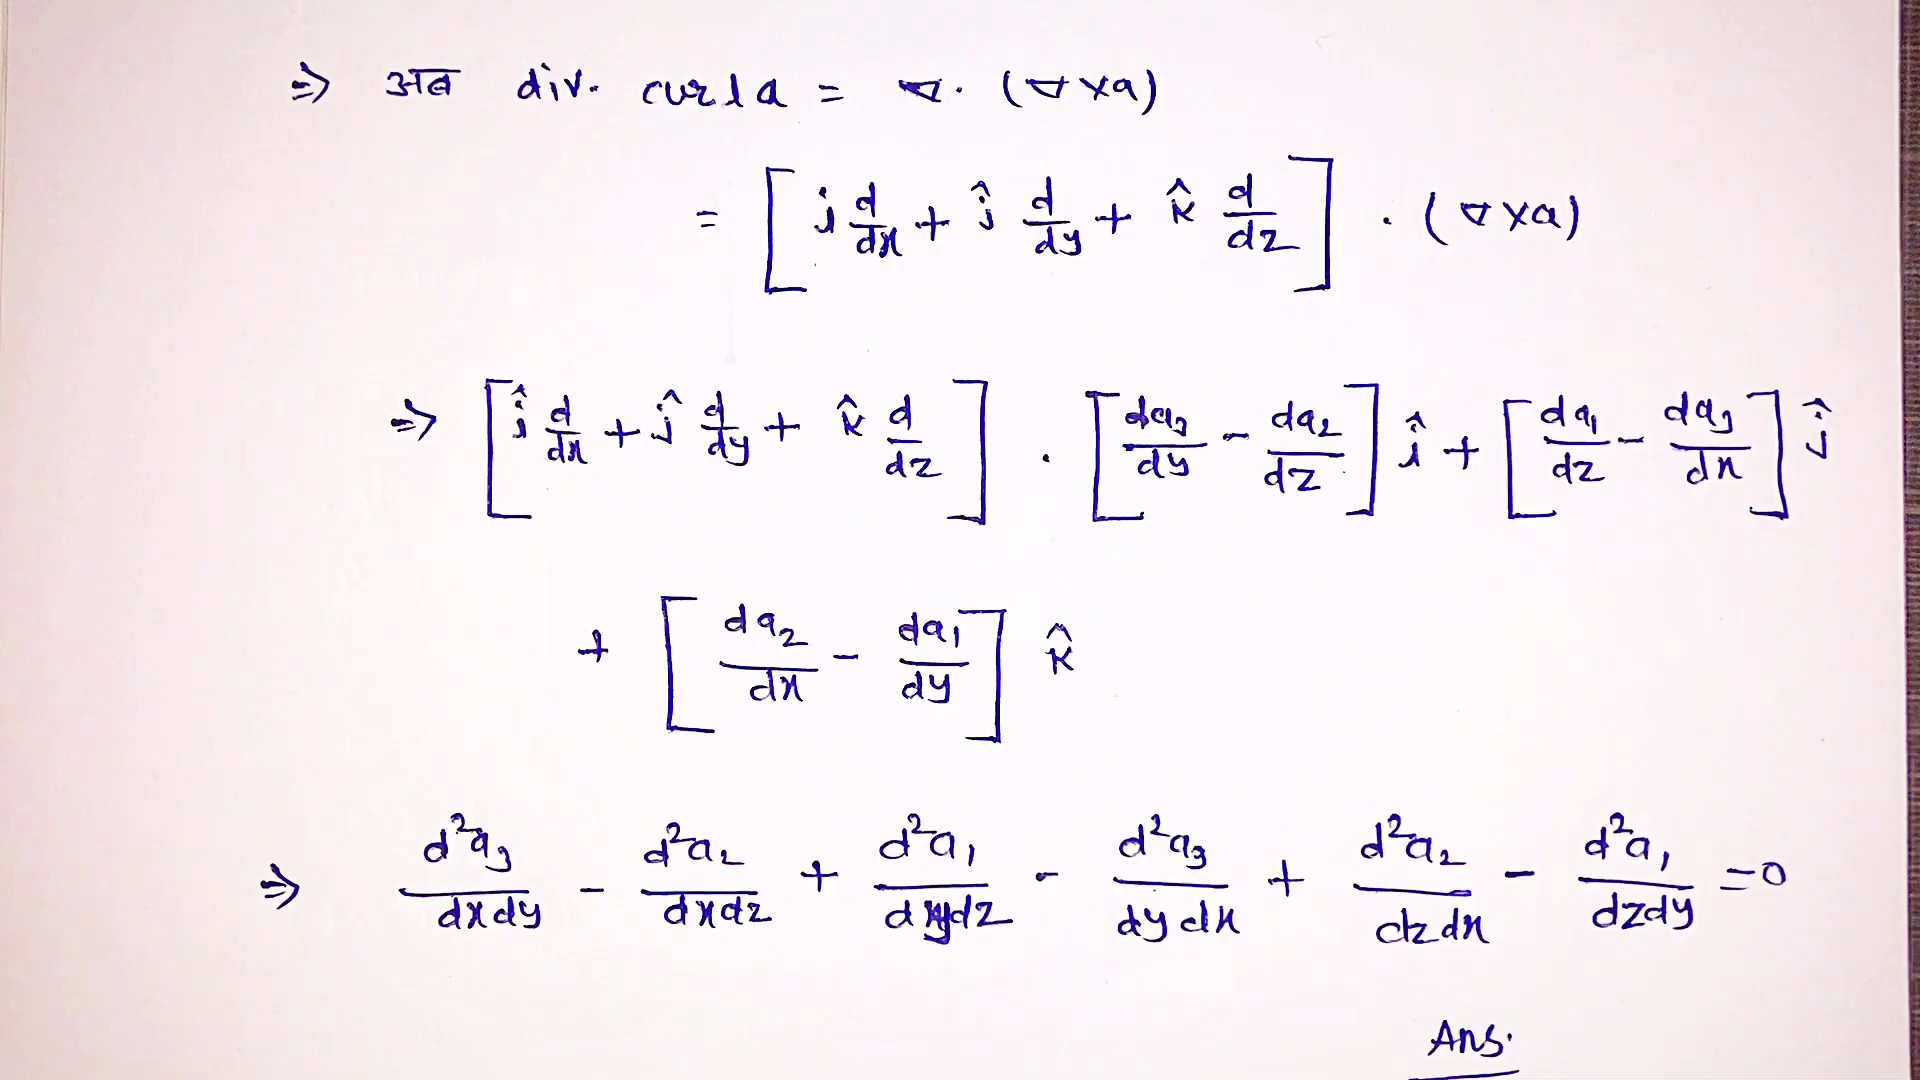 ⇒ अब div. curl a = ∇. (∇×a)
= [ i d/dx + ĵ d/dy + k̂ d/dz ] . (∇×a)
⇒ [ î d/dx + ĵ d/dy + k̂ d/dz ] . [ da₃/dy - da₂/dz ] î + [ da₁/dz - da₃/dx ] ĵ
+ [ da₂/dx - da₁/dy ] k̂
⇒ d²a₃/dxdy - d²a₂/dxdz + d²a₁/dydz - d²a₃/dydx + d²a₂/dzdx - d²a₁/dzdy = 0
Ans.